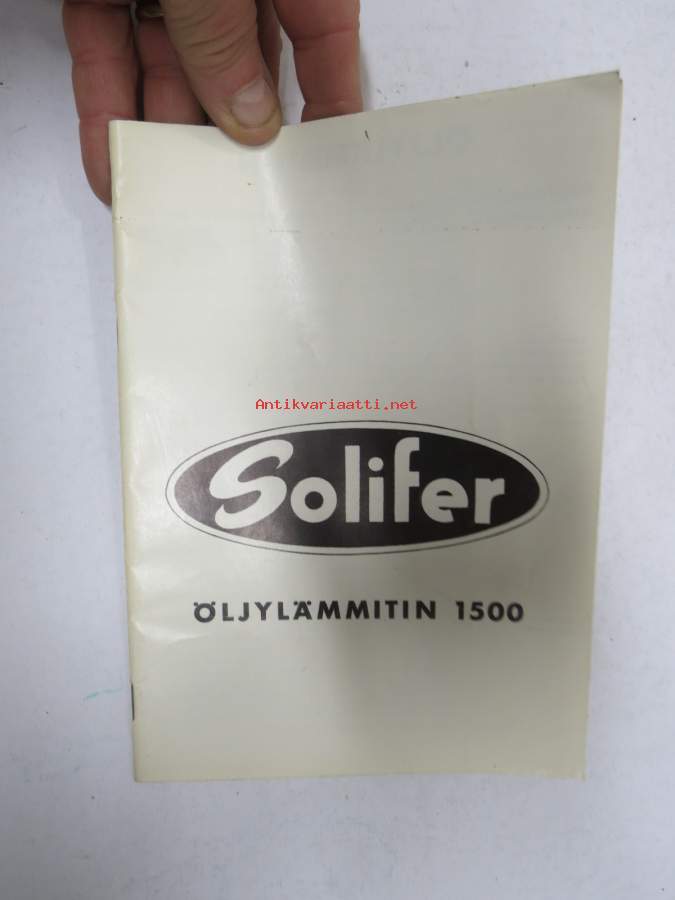 Antikvariaatti.net
Solifer
ÖLJYLÄMMITIN 1500